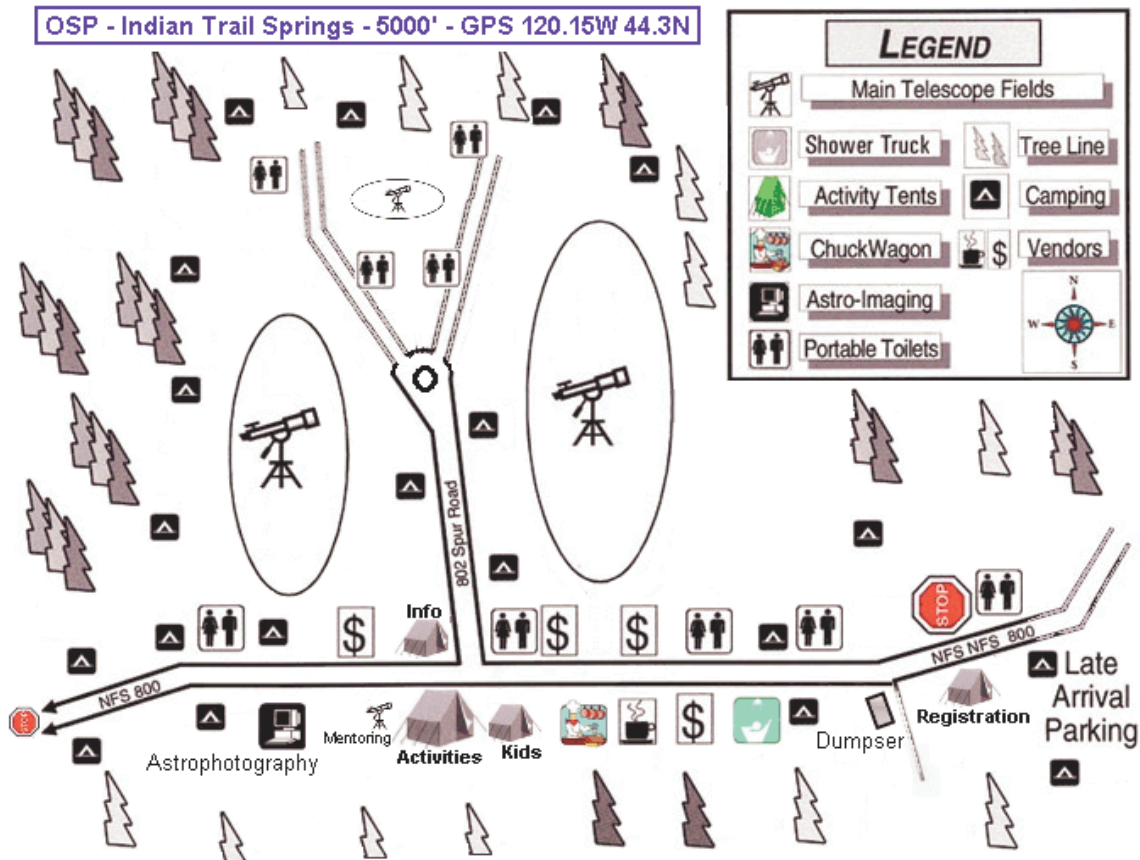 OSP - Indian Trail Springs - 5000' - GPS 120.15W 44.3N
LEGEND
Main Telescope Fields
Shower Truck
Tree Line
Activity Tents
Camping
ChuckWagon
$
Vendors
Astro-Imaging
Portable Toilets
N
W
E
S
802 Spur Road
Info
$
$
$
STOP
NFS NFS 800
NFS 800
STOP
Late
Arrival
Parking
Registration
Astrophotography
Mentoring
Activities
Kids
$
Dumpser